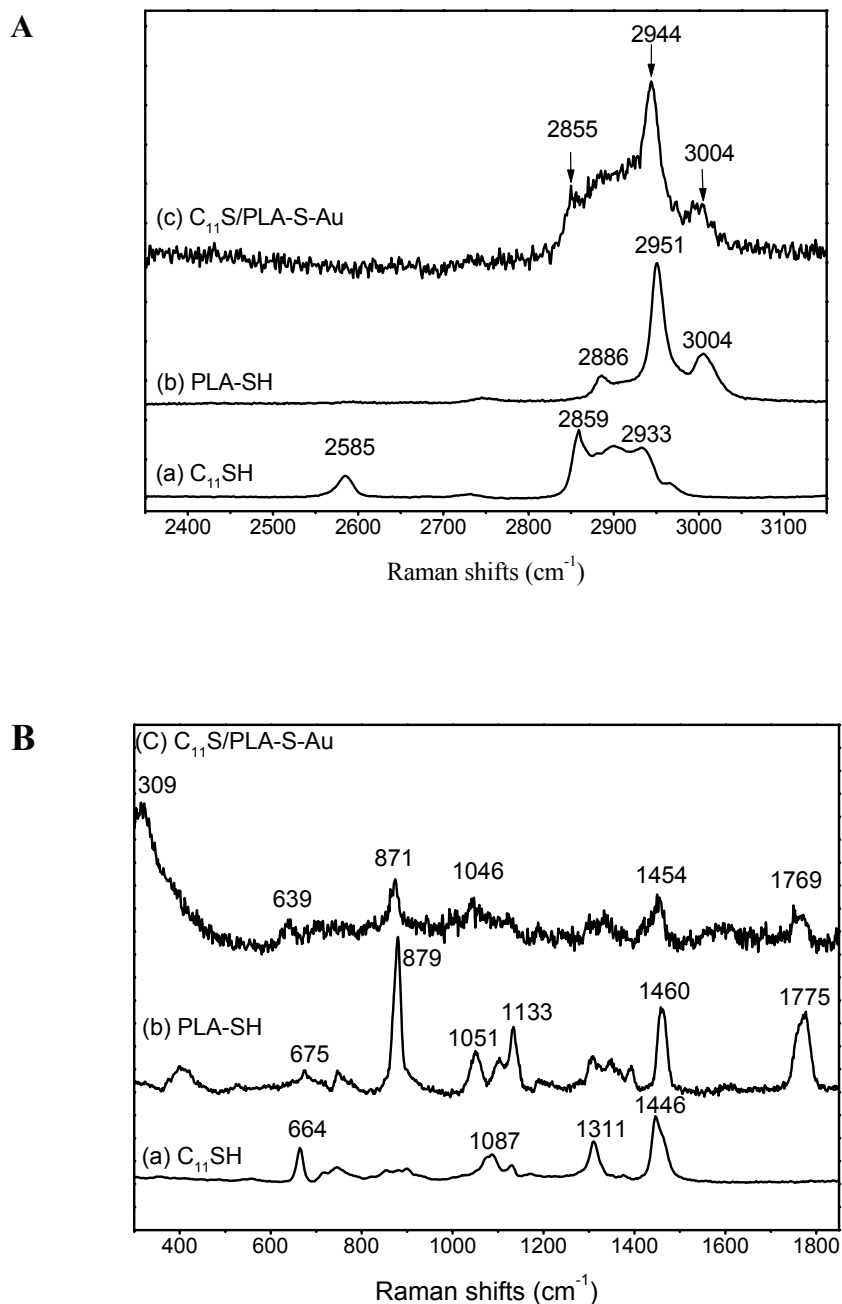 A
2944
2855
3004
(c) C₁₁S/PLA-S-Au
2951
2886
3004
(b) PLA-SH
2859
2933
2585
(a) C₁₁SH
2400 2500 2600 2700 2800 2900 3000 3100
Raman shifts (cm⁻¹)
B
(C) C₁₁S/PLA-S-Au
309
871
1046
1454
1769
639
879
1133
1460
1775
(b) PLA-SH
1051
675
1446
664
1311
1087
(a) C₁₁SH
400 600 800 1000 1200 1400 1600 1800
Raman shifts (cm⁻¹)